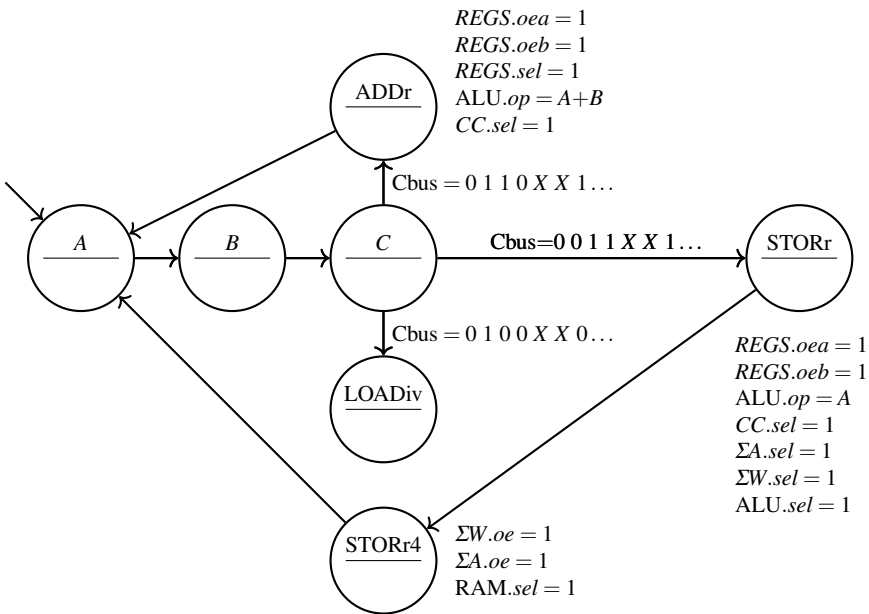 REGS.oea = 1
REGS.oeb = 1
REGS.sel = 1
ALU.op = A+B
CC.sel = 1
ADDr
Cbus = 0 1 1 0 X X 1 . . .
A
B
C
Cbus=0 0 1 1 X X 1 . . .
STORr
Cbus = 0 1 0 0 X X 0 . . .
LOADiv
REGS.oea = 1
REGS.oeb = 1
ALU.op = A
CC.sel = 1
ΣA.sel = 1
ΣW.sel = 1
ALU.sel = 1
STORr4
ΣW.oe = 1
ΣA.oe = 1
RAM.sel = 1